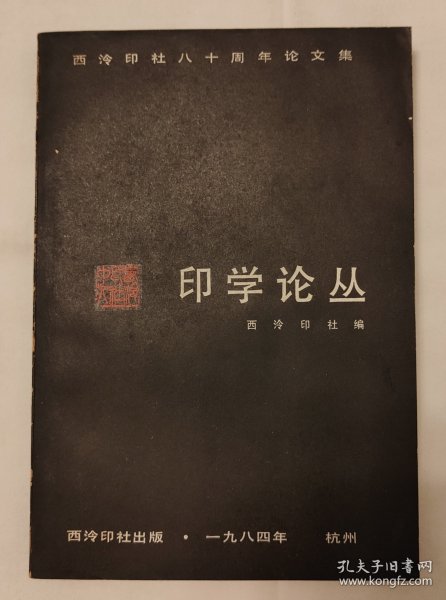 西泠印社八十周年论文集
印学论丛
西泠印社编
西泠印社出版 · 一九八四年 杭州
孔夫子旧书网
www.kongfz.com